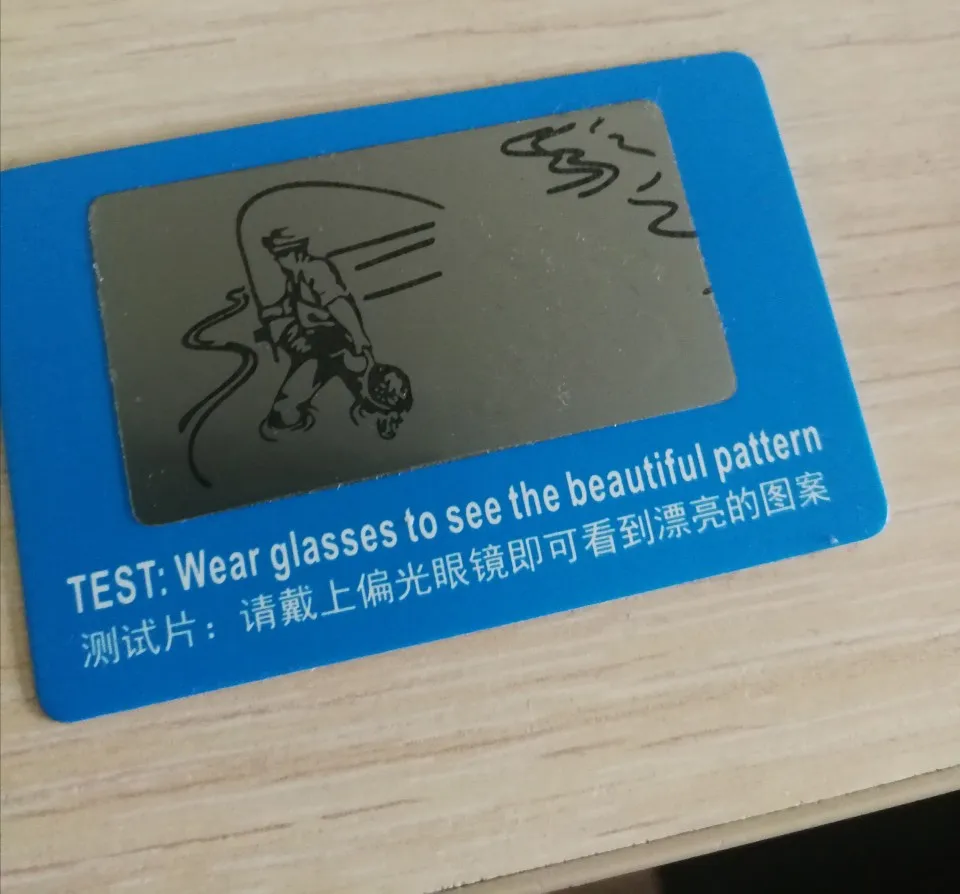 TEST: Wear glasses to see the beautiful pattern
测试片：请戴上偏光眼镜即可看到漂亮的图案